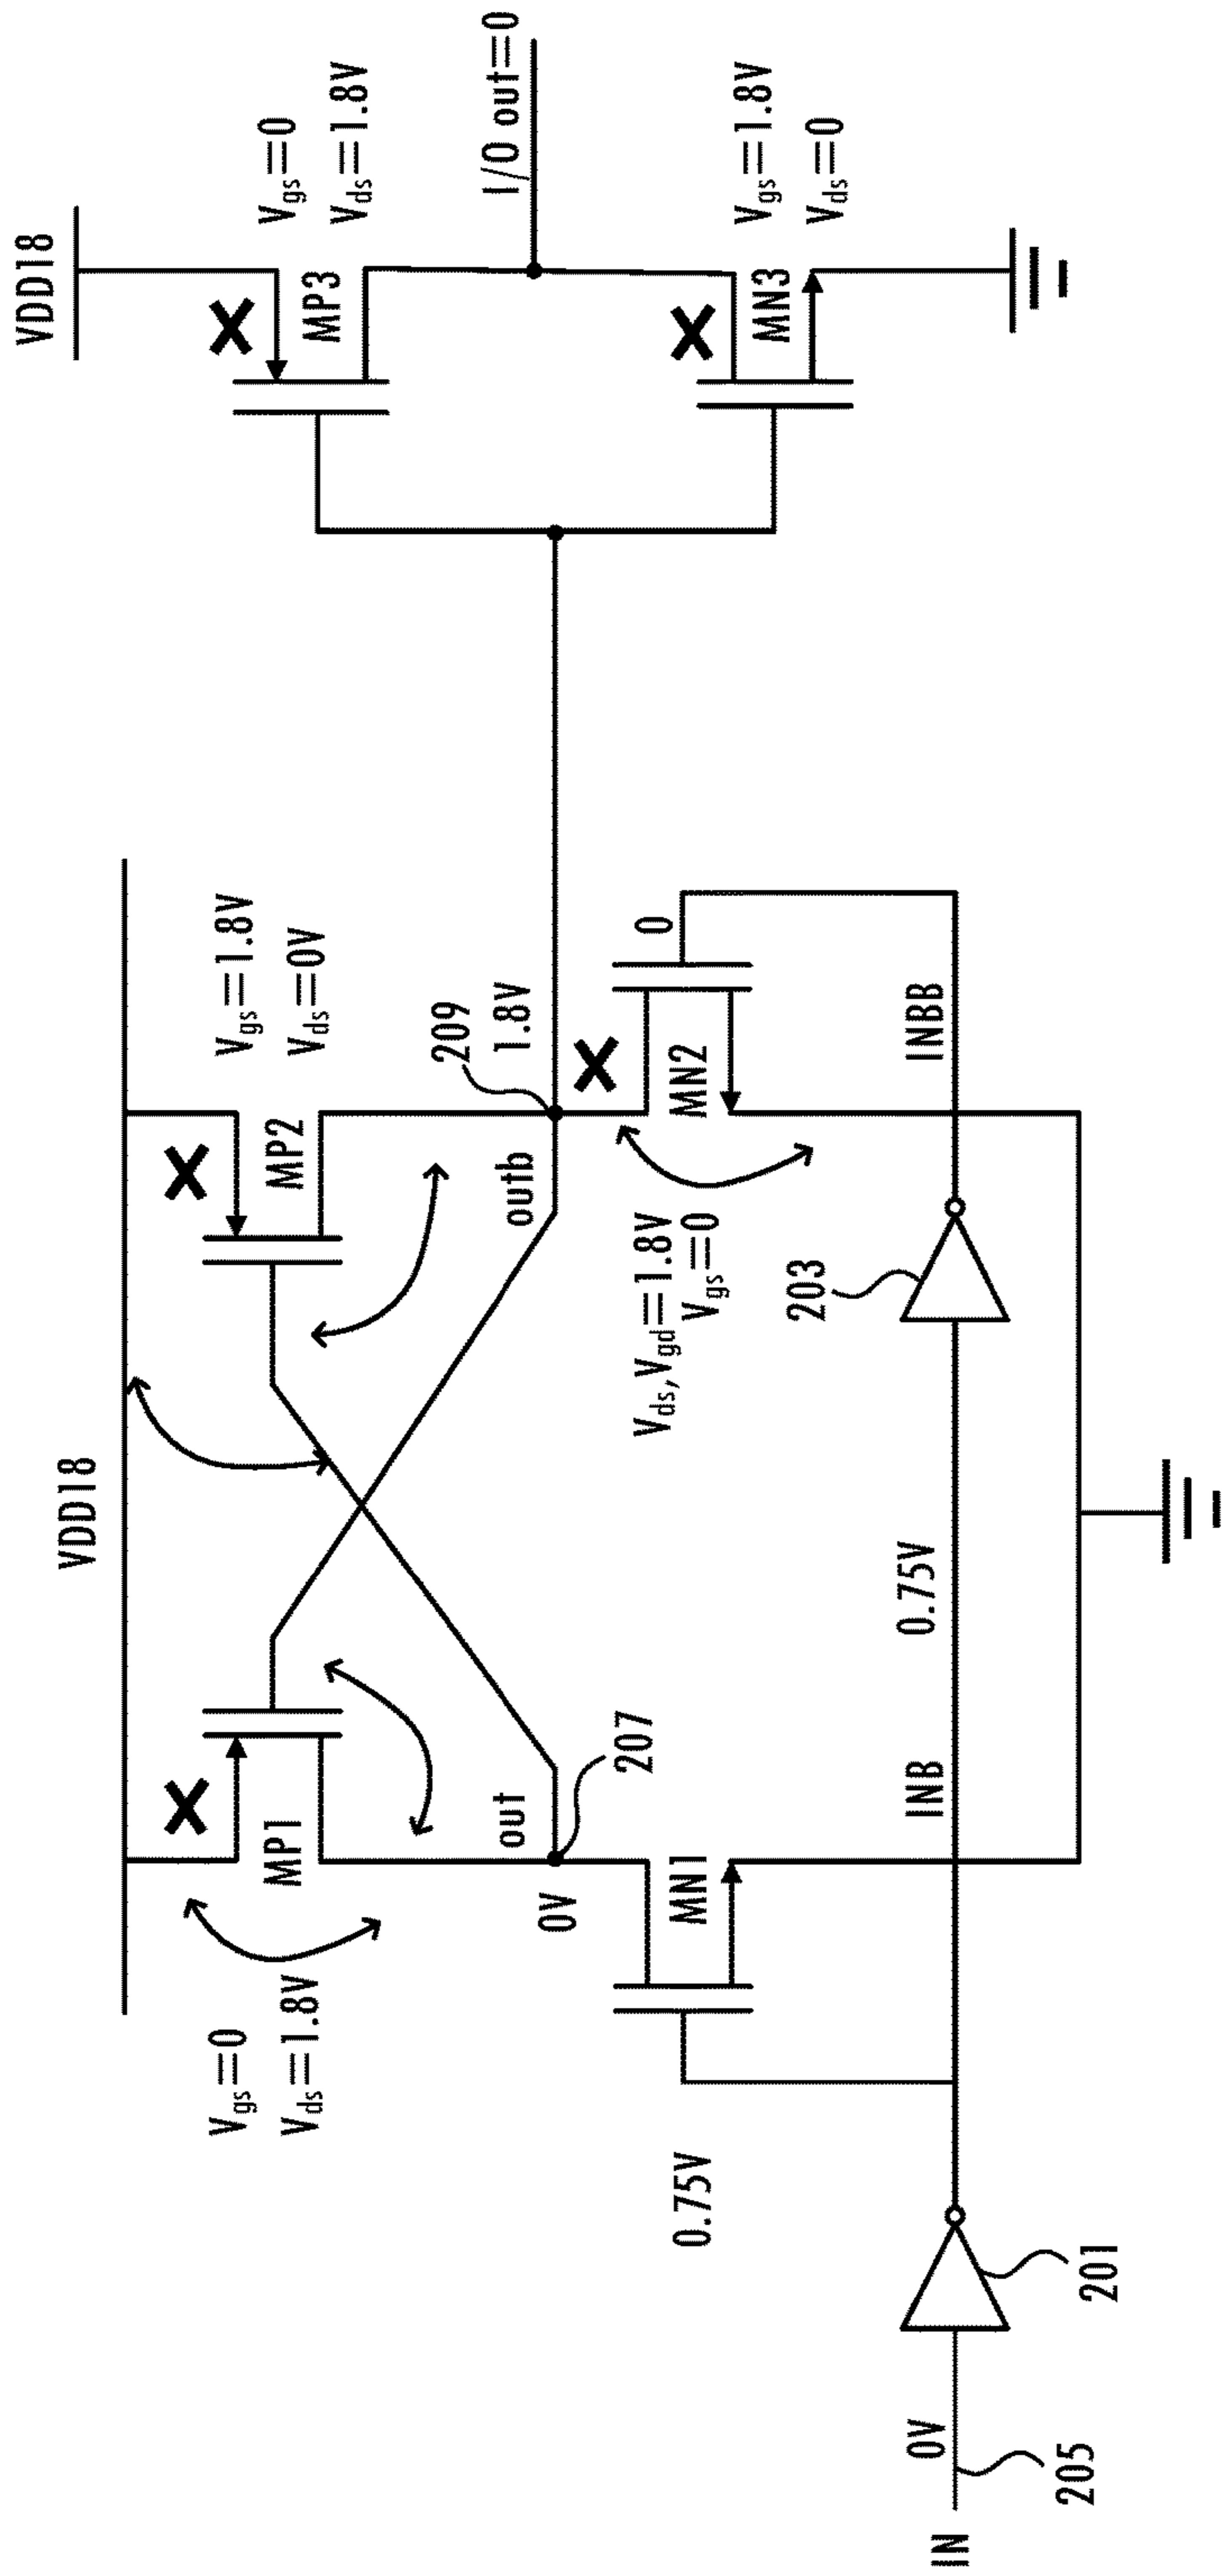 VDD18
VDD18
Vgs=0
Vds=1.8V
MP1
Vgs=1.8V
Vds=0V
MP2
Vgs=0
Vds=1.8V
MP3
I/O out=0
Vgs=1.8V
Vds=0
MN3
out
0V
207
outb
209
1.8V
MN1
0.75V
Vds,Vgd=1.8V
Vgs=0
MN2
0
IN
0V
205
201
INB
0.75V
203
INBB